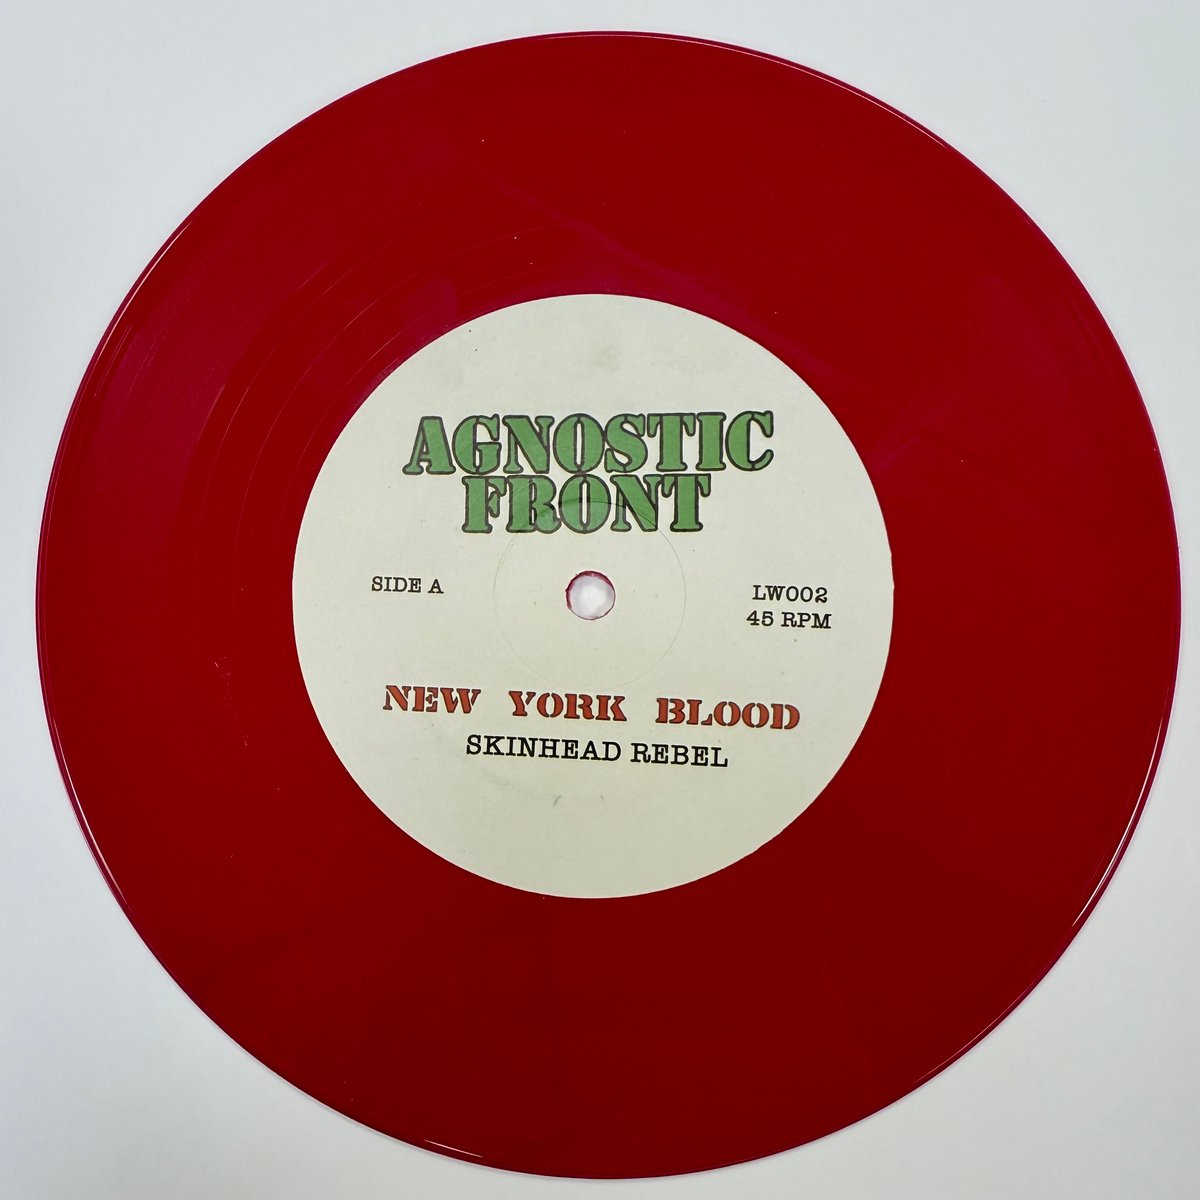 AGNOSTIC
FRONT
SIDE A
LW002
45 RPM
NEW YORK BLOOD
SKINHEAD REBEL